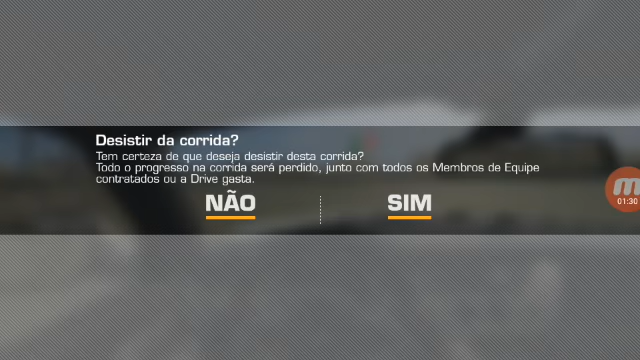 Desistir da corrida?
Tem certeza de que deseja desistir desta corrida?
Todo o progresso na corrida será perdido, junto com todos os Membros de Equipe
contratados ou a Drive gasta.
NÃO
SIM
01:30